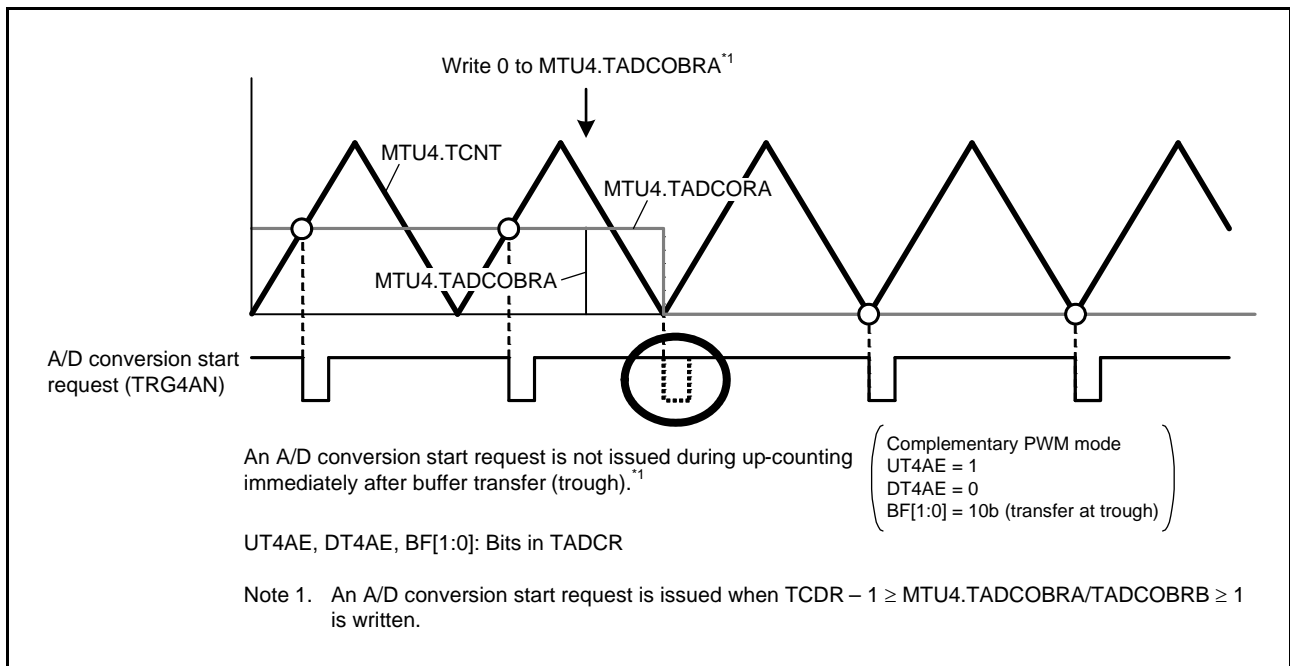 Write 0 to MTU4.TADCOBRA*1
MTU4.TCNT
MTU4.TADCORA
MTU4.TADCOBRA
A/D conversion start
request (TRG4AN)
An A/D conversion start request is not issued during up-counting
immediately after buffer transfer (trough).*1
Complementary PWM mode
UT4AE = 1
DT4AE = 0
BF[1:0] = 10b (transfer at trough)
UT4AE, DT4AE, BF[1:0]: Bits in TADCR
Note 1. An A/D conversion start request is issued when TCDR – 1 ≥ MTU4.TADCOBRA/TADCOBRB ≥ 1
is written.